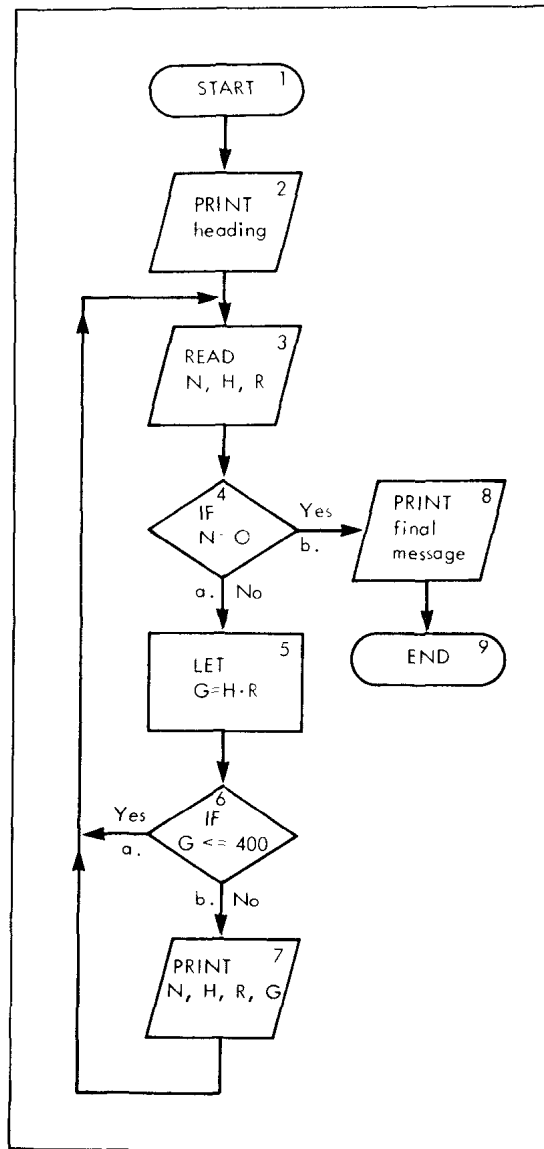 START 1
2
PRINT
heading
3
READ
N, H, R
4
IF
N= O
Yes
b.
8
PRINT
final
message
a. No
END 9
5
LET
G=H·R
6
IF
G <= 400
Yes
a.
b. No
7
PRINT
N, H, R, G